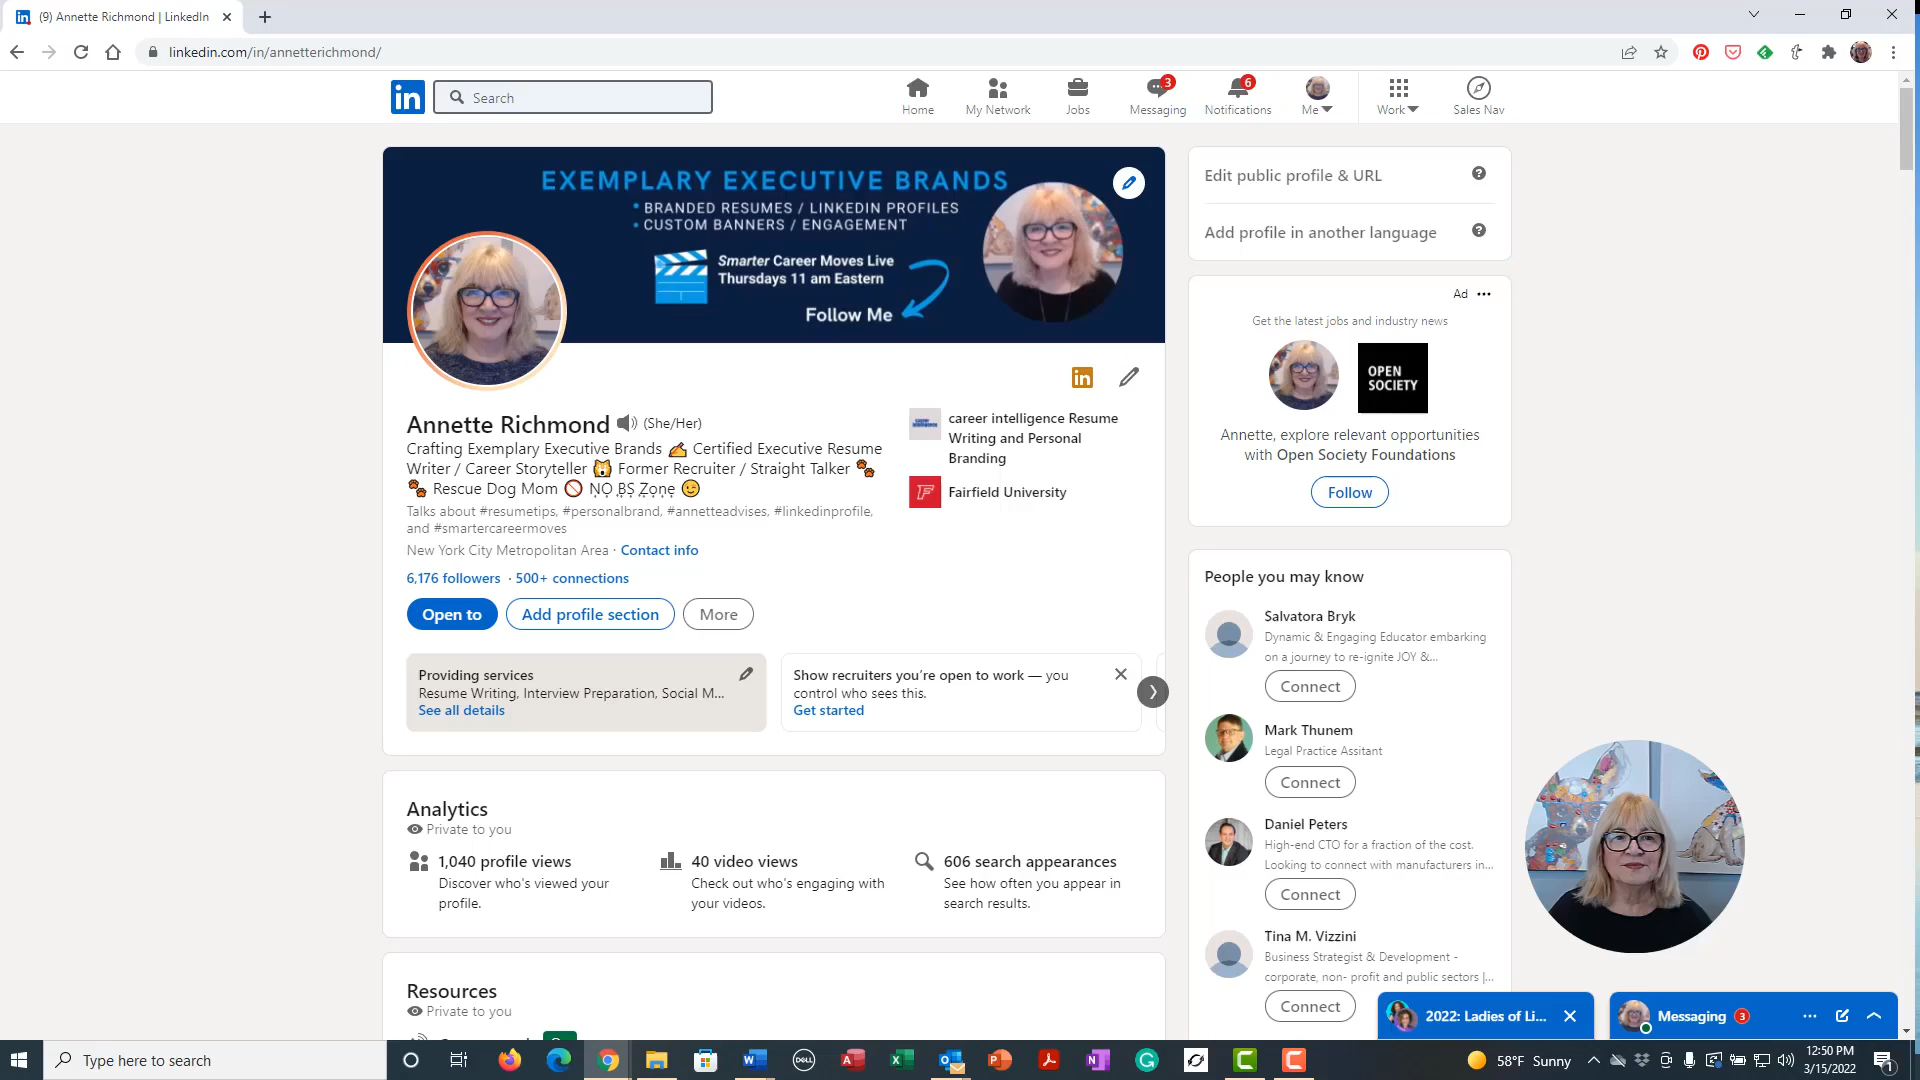 (9) Annette Richmond | LinkedIn
linkedin.com/in/annetterichmond/
in
Search
Home
My Network
Jobs
3
Messaging
6
Notifications
Me
Work
Sales Nav
EXEMPLARY EXECUTIVE BRANDS
• BRANDED RESUMES / LINKEDIN PROFILES
• CUSTOM BANNERS / ENGAGEMENT
Smarter Career Moves Live
Thursdays 11 am Eastern
Follow Me
in
Annette Richmond (She/Her)
Crafting Exemplary Executive Brands ✍ Certified Executive Resume
Writer / Career Storyteller 🙀 Former Recruiter / Straight Talker 🐾
🐾 Rescue Dog Mom 🚫 ṆỌ ḄṢ Ẓọṇẹ 😉
Talks about #resumetips, #personalbrand, #annetteadvises, #linkedinprofile,
and #smartercareermoves
New York City Metropolitan Area · Contact info
6,176 followers · 500+ connections
Open to
Add profile section
More
career intelligence Resume
Writing and Personal
Branding
Fairfield University
Providing services
Resume Writing, Interview Preparation, Social M...
See all details
Show recruiters you're open to work — you
control who sees this.
Get started
Analytics
Private to you
1,040 profile views
Discover who's viewed your
profile.
40 video views
Check out who's engaging with
your videos.
606 search appearances
See how often you appear in
search results.
Resources
Private to you
Edit public profile & URL
Add profile in another language
Ad
Get the latest jobs and industry news
OPEN
SOCIETY
Annette, explore relevant opportunities
with Open Society Foundations
Follow
People you may know
Salvatora Bryk
Dynamic & Engaging Educator embarking
on a journey to re-ignite JOY &...
Connect
Mark Thunem
Legal Practice Assitant
Connect
Daniel Peters
High-end CTO for a fraction of the cost.
Looking to connect with manufacturers in...
Connect
Tina M. Vizzini
Business Strategist & Development -
corporate, non- profit and public sectors |...
Connect
2022: Ladies of Li...
Messaging 3
Type here to search
DELL
58°F Sunny
12:50 PM
3/15/2022
1